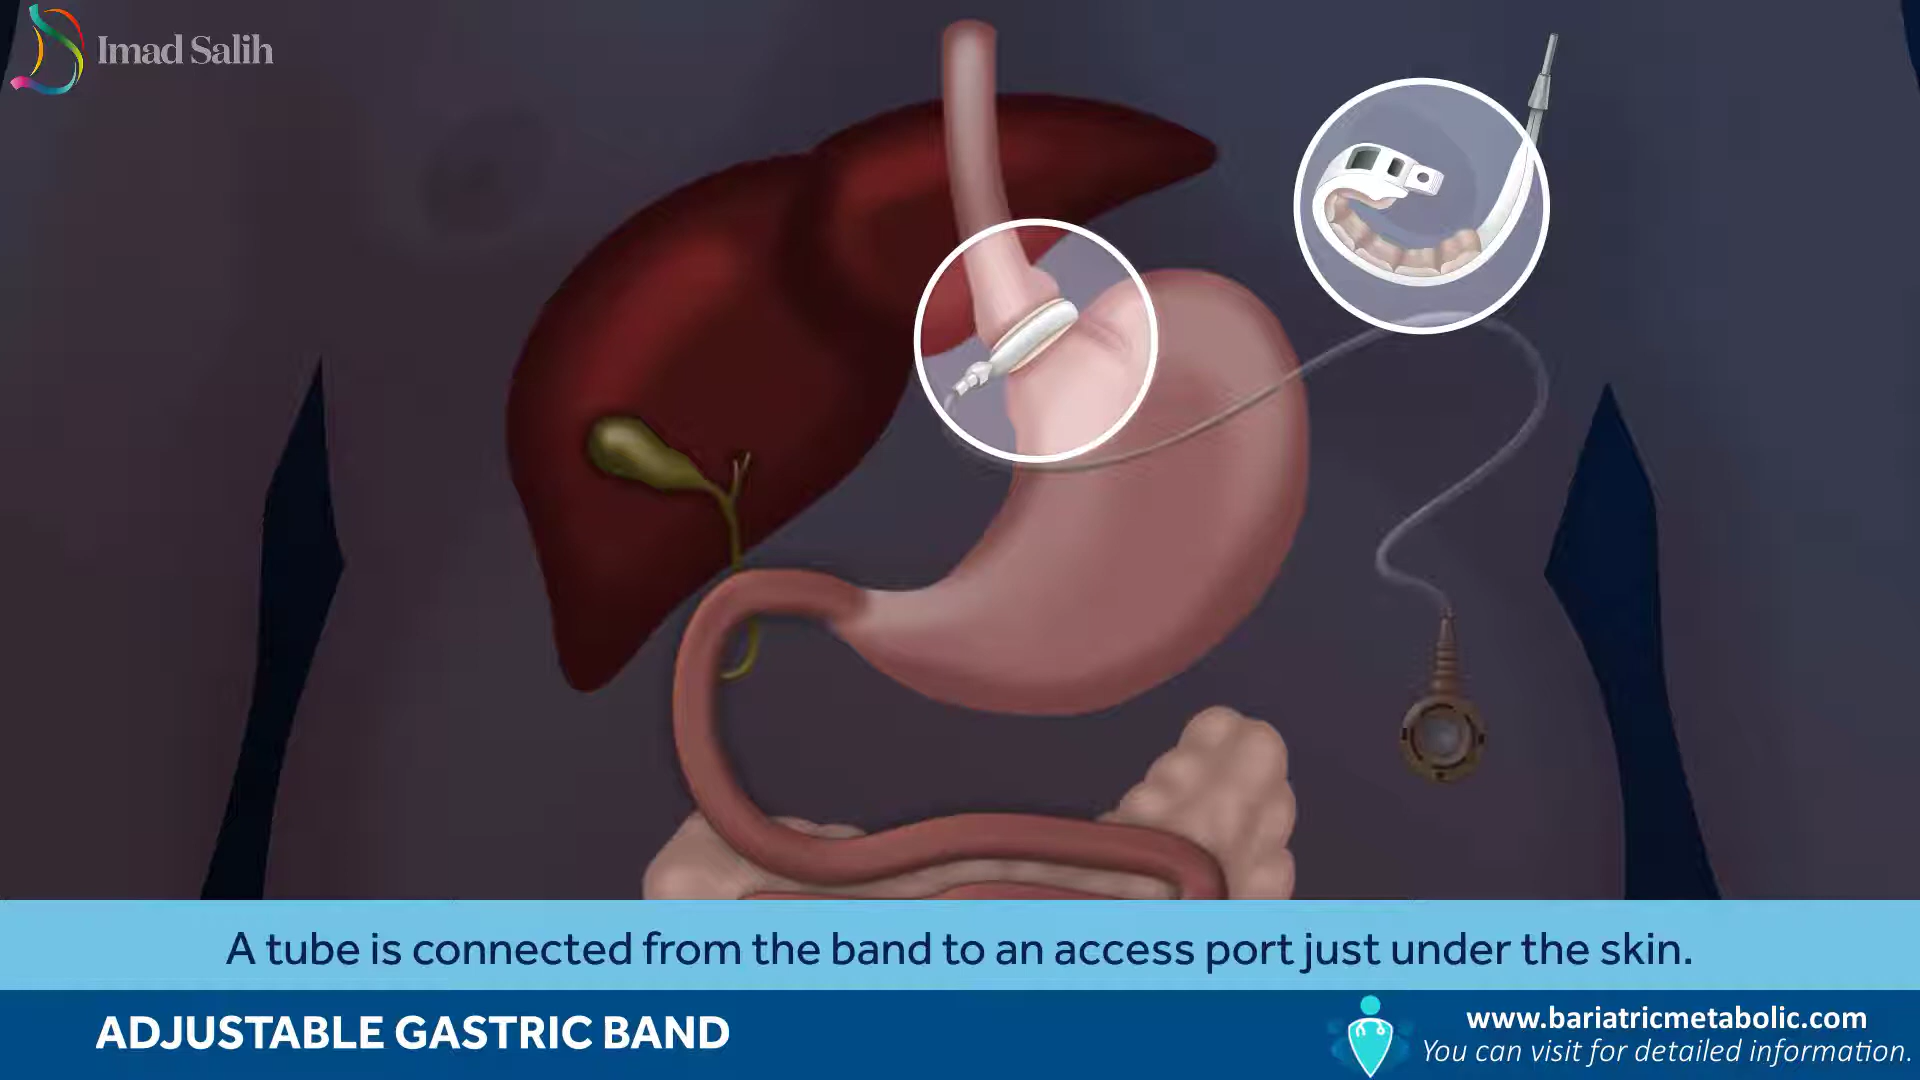 Imad Salih
A tube is connected from the band to an access port just under the skin.
ADJUSTABLE GASTRIC BAND
www.bariatricmetabolic.com
You can visit for detailed information.